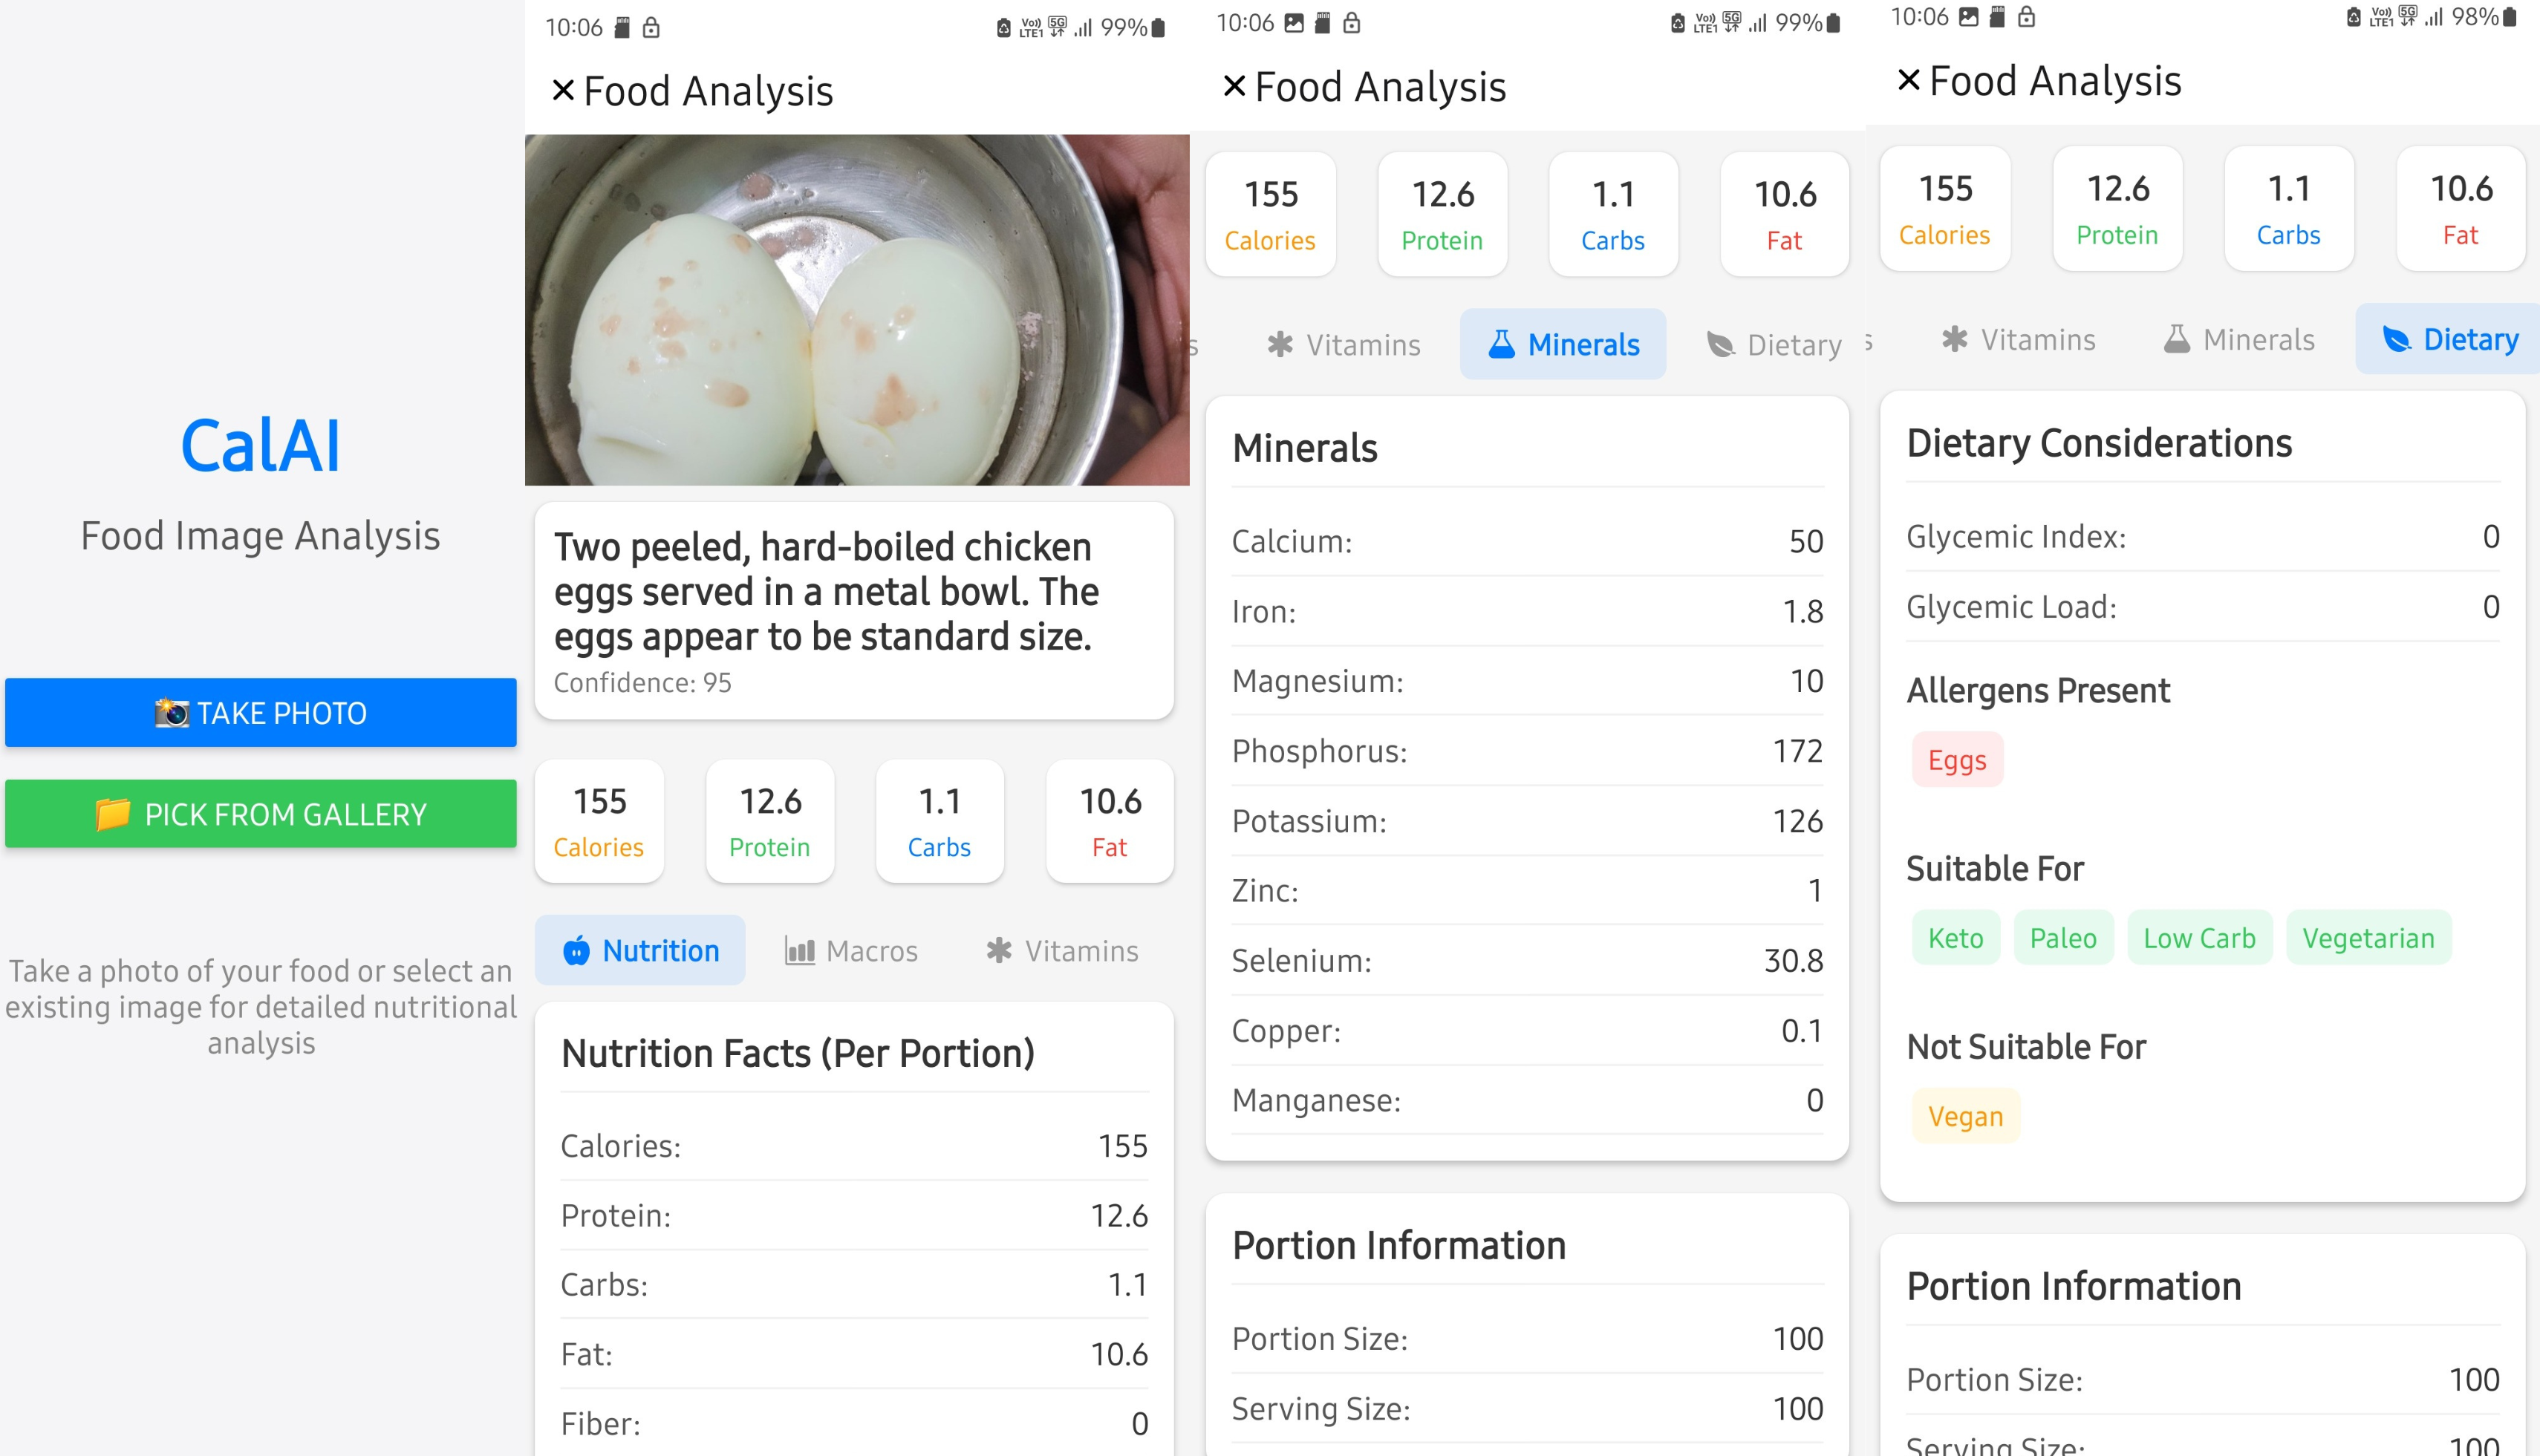 CalAI
Food Image Analysis
TAKE PHOTO
PICK FROM GALLERY
Take a photo of your food or select an
existing image for detailed nutritional
analysis
10:06 99%
Food Analysis
Two peeled, hard-boiled chicken
eggs served in a metal bowl. The
eggs appear to be standard size.
Confidence: 95
155 12.6 1.1 10.6
Calories Protein Carbs Fat
Nutrition Macros Vitamins
Nutrition Facts (Per Portion)
Calories: 155
Protein: 12.6
Carbs: 1.1
Fat: 10.6
Fiber: 0
10:06 99%
Food Analysis
155 12.6 1.1 10.6
Calories Protein Carbs Fat
s Vitamins Minerals Dietary
Minerals
Calcium: 50
Iron: 1.8
Magnesium: 10
Phosphorus: 172
Potassium: 126
Zinc: 1
Selenium: 30.8
Copper: 0.1
Manganese: 0
Portion Information
Portion Size: 100
Serving Size: 100
10:06 98%
Food Analysis
155 12.6 1.1 10.6
Calories Protein Carbs Fat
s Vitamins Minerals Dietary
Dietary Considerations
Glycemic Index: 0
Glycemic Load: 0
Allergens Present
Eggs
Suitable For
Keto Paleo Low Carb Vegetarian
Not Suitable For
Vegan
Portion Information
Portion Size: 100
Serving Size: 100